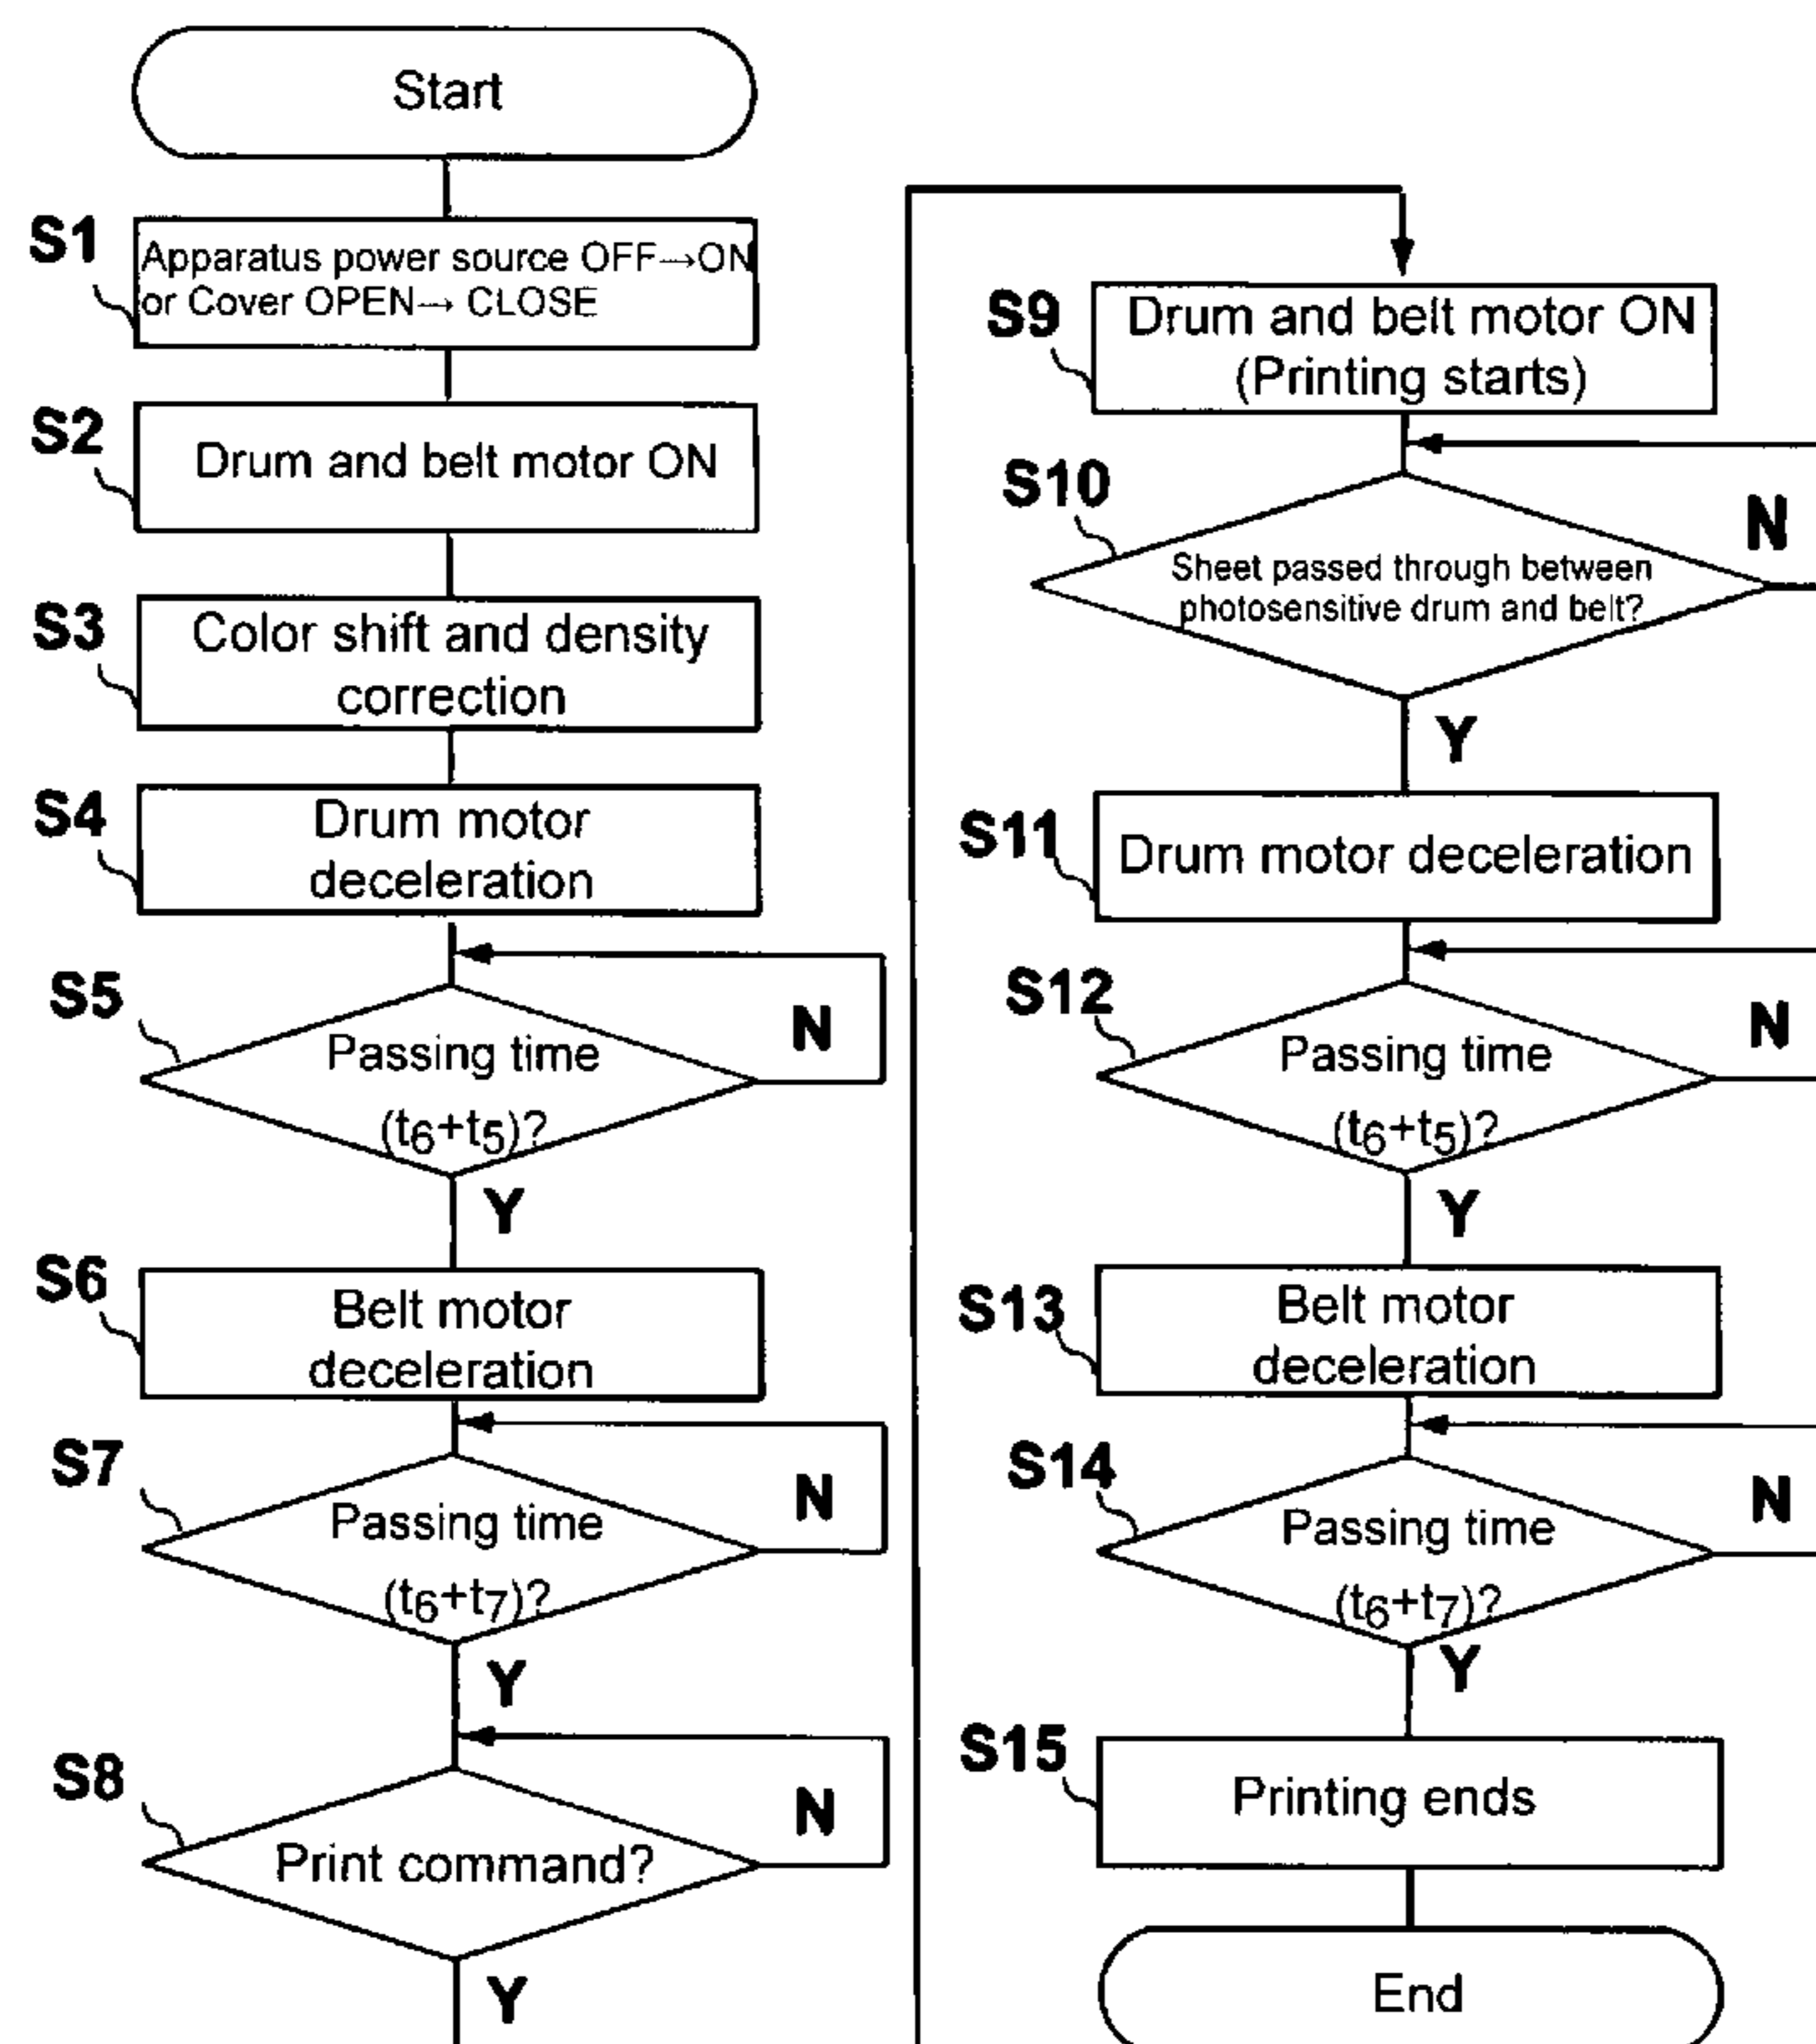 Start
S1
Apparatus power source OFF→ON
or Cover OPEN→ CLOSE
S2
Drum and belt motor ON
S3
Color shift and density
correction
S4
Drum motor
deceleration
S5
Passing time
(t6+t5)?
N
Y
S6
Belt motor
deceleration
S7
Passing time
(t6+t7)?
N
Y
S8
Print command?
N
Y
S9
Drum and belt motor ON
(Printing starts)
S10
Sheet passed through between
photosensitive drum and belt?
N
Y
S11
Drum motor deceleration
S12
Passing time
(t6+t5)?
N
Y
S13
Belt motor
deceleration
S14
Passing time
(t6+t7)?
N
Y
S15
Printing ends
End